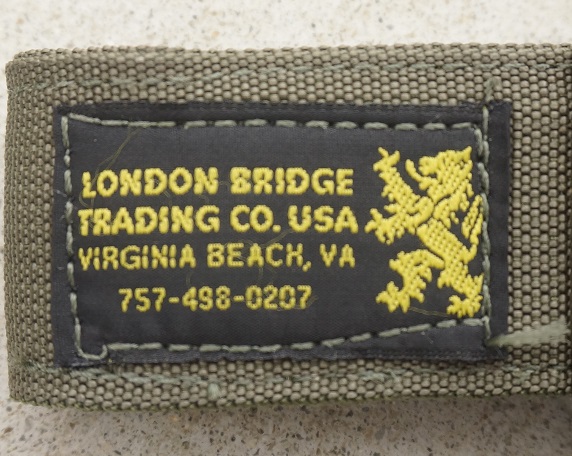 LONDON BRIDGE
TRADING CO. USA
VIRGINIA BEACH, VA
757-498-0207